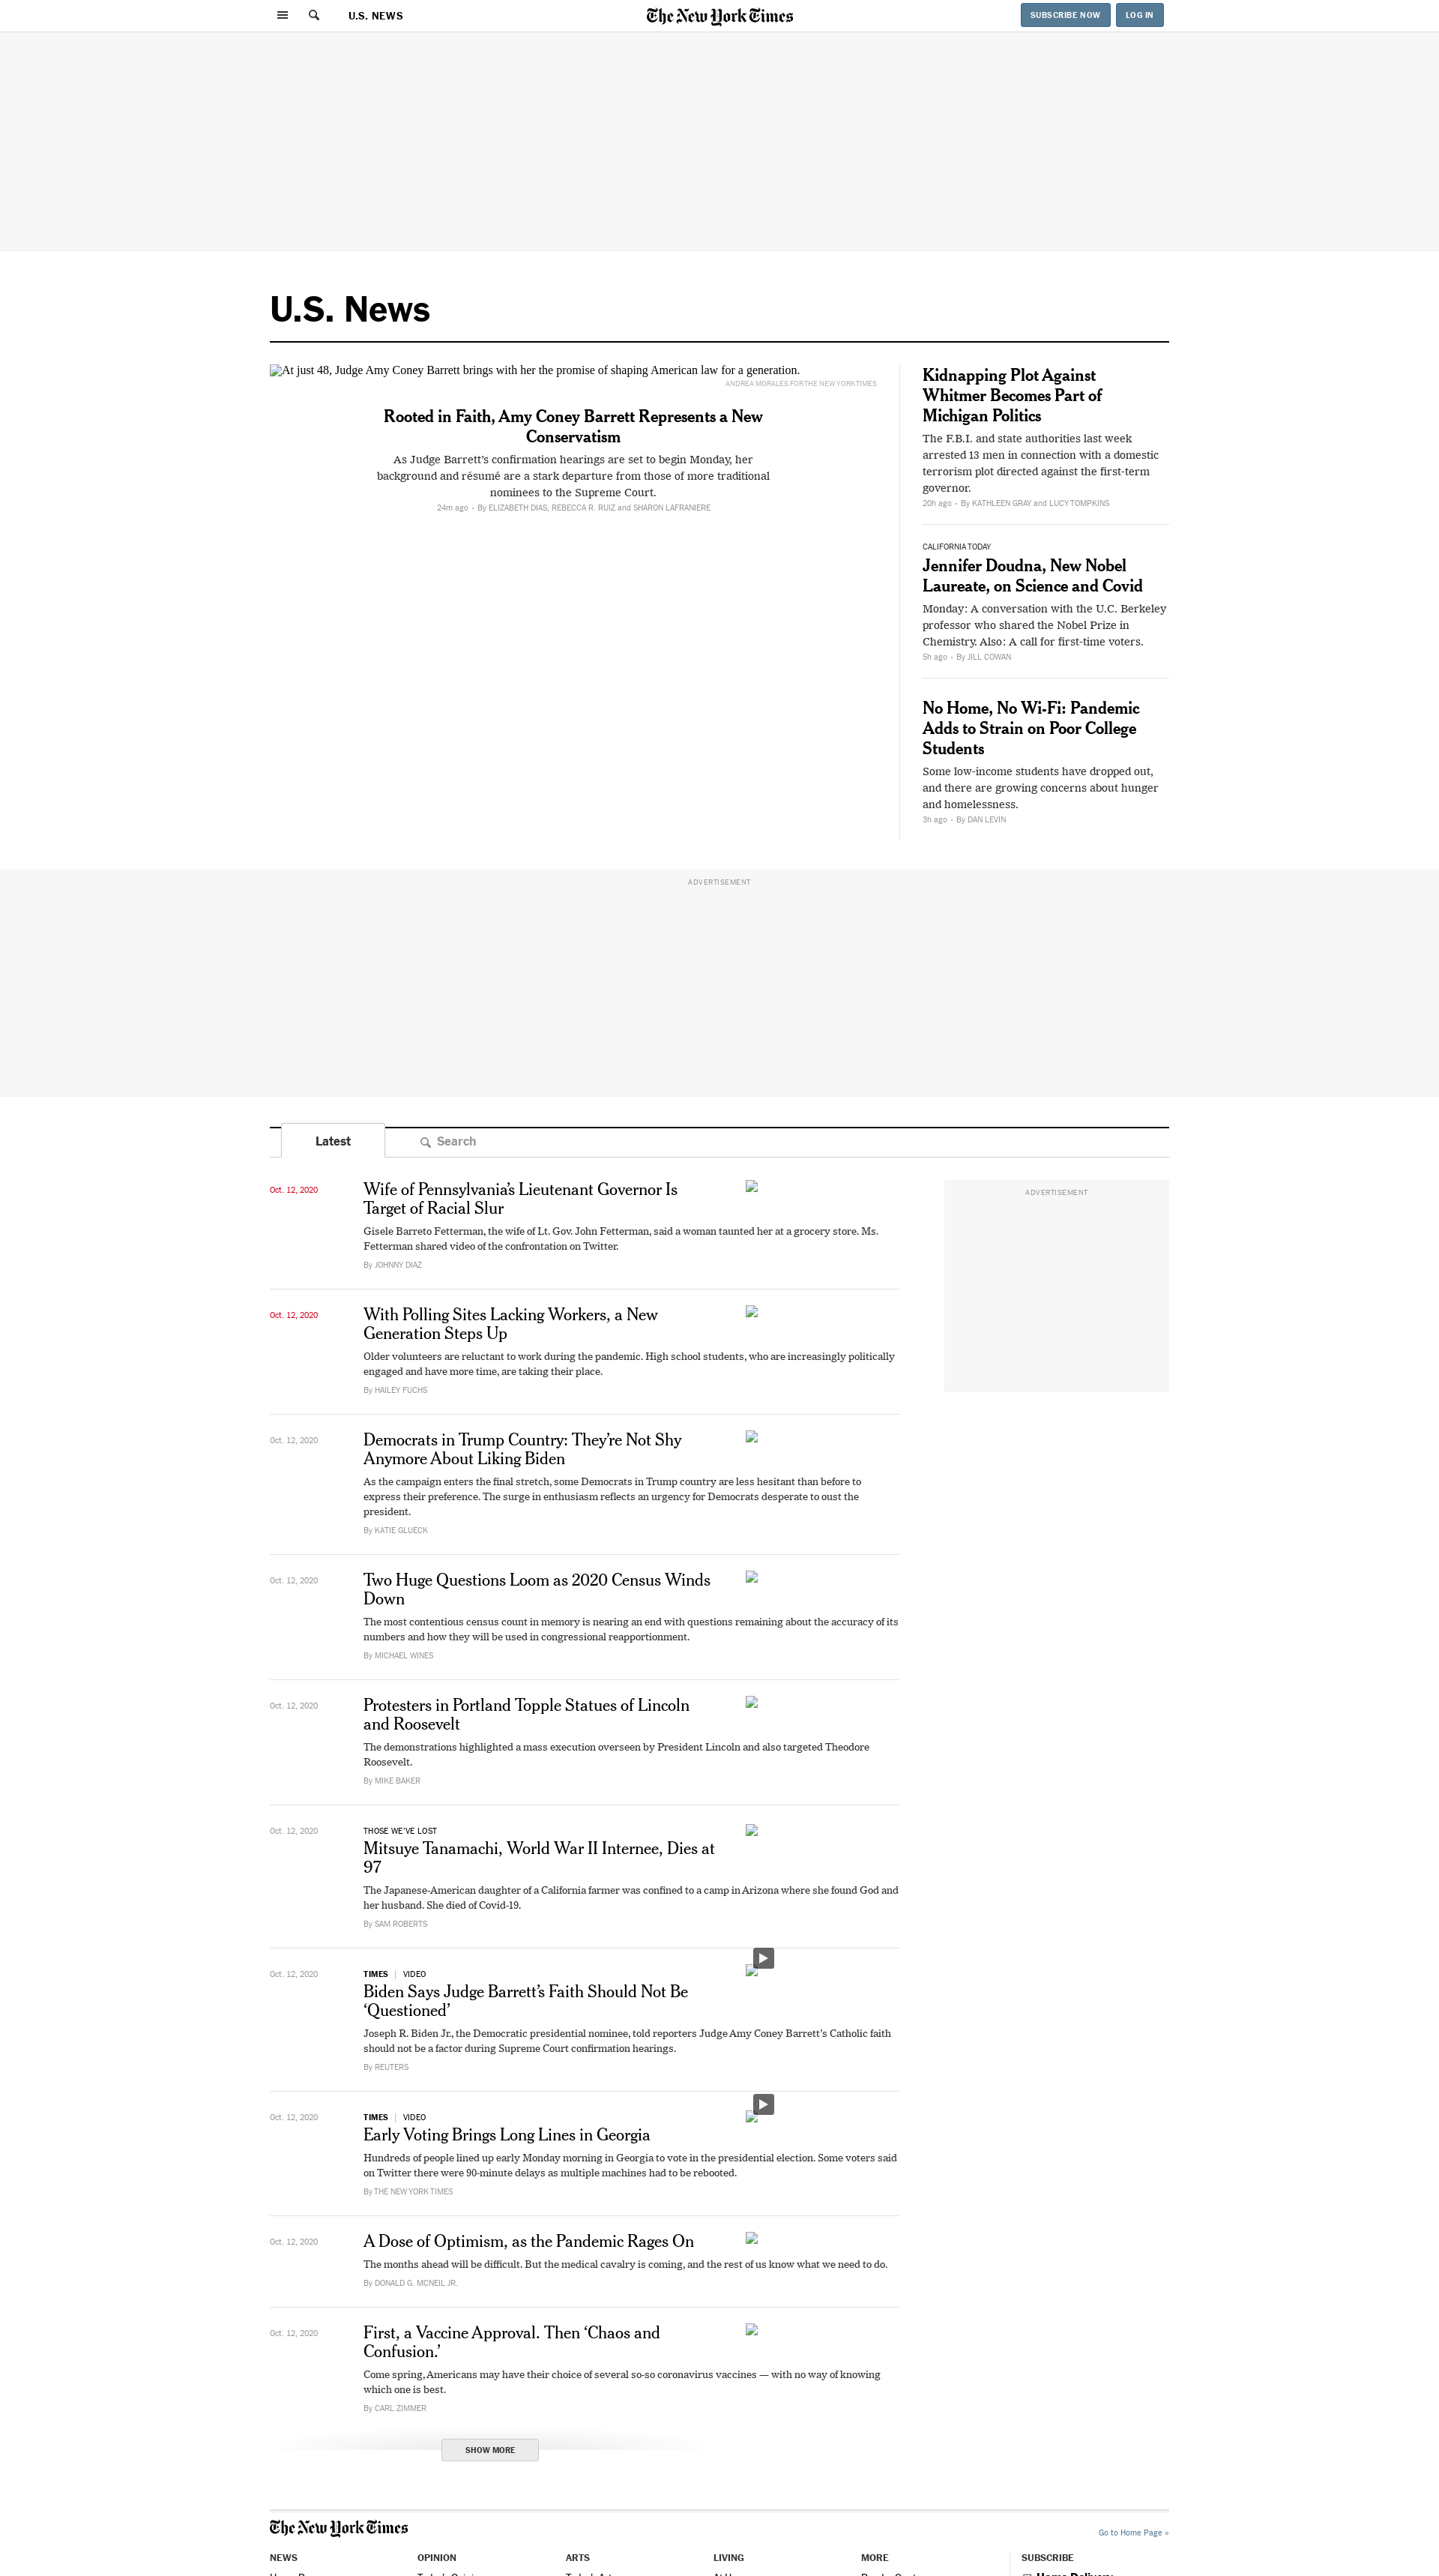 U.S. NEWS
The New York Times
SUBSCRIBE NOW
LOG IN
U.S. News
At just 48, Judge Amy Coney Barrett brings with her the promise of shaping American law for a generation.
ANDREA MORALES FOR THE NEW YORK TIMES
Rooted in Faith, Amy Coney Barrett Represents a New
Conservatism
As Judge Barrett’s confirmation hearings are set to begin Monday, her
background and résumé are a stark departure from those of more traditional
nominees to the Supreme Court.
24m ago • By ELIZABETH DIAS, REBECCA R. RUIZ and SHARON LAFRANIERE
Kidnapping Plot Against
Whitmer Becomes Part of
Michigan Politics
The F.B.I. and state authorities last week
arrested 13 men in connection with a domestic
terrorism plot directed against the first-term
governor.
20h ago • By KATHLEEN GRAY and LUCY TOMPKINS
CALIFORNIA TODAY
Jennifer Doudna, New Nobel
Laureate, on Science and Covid
Monday: A conversation with the U.C. Berkeley
professor who shared the Nobel Prize in
Chemistry. Also: A call for first-time voters.
5h ago • By JILL COWAN
No Home, No Wi-Fi: Pandemic
Adds to Strain on Poor College
Students
Some low-income students have dropped out,
and there are growing concerns about hunger
and homelessness.
3h ago • By DAN LEVIN
ADVERTISEMENT
Latest
Search
Oct. 12, 2020
Wife of Pennsylvania’s Lieutenant Governor Is
Target of Racial Slur
Gisele Barreto Fetterman, the wife of Lt. Gov. John Fetterman, said a woman taunted her at a grocery store. Ms.
Fetterman shared video of the confrontation on Twitter.
By JOHNNY DIAZ
ADVERTISEMENT
Oct. 12, 2020
With Polling Sites Lacking Workers, a New
Generation Steps Up
Older volunteers are reluctant to work during the pandemic. High school students, who are increasingly politically
engaged and have more time, are taking their place.
By HAILEY FUCHS
Oct. 12, 2020
Democrats in Trump Country: They’re Not Shy
Anymore About Liking Biden
As the campaign enters the final stretch, some Democrats in Trump country are less hesitant than before to
express their preference. The surge in enthusiasm reflects an urgency for Democrats desperate to oust the
president.
By KATIE GLUECK
Oct. 12, 2020
Two Huge Questions Loom as 2020 Census Winds
Down
The most contentious census count in memory is nearing an end with questions remaining about the accuracy of its
numbers and how they will be used in congressional reapportionment.
By MICHAEL WINES
Oct. 12, 2020
Protesters in Portland Topple Statues of Lincoln
and Roosevelt
The demonstrations highlighted a mass execution overseen by President Lincoln and also targeted Theodore
Roosevelt.
By MIKE BAKER
Oct. 12, 2020
THOSE WE’VE LOST
Mitsuye Tanamachi, World War II Internee, Dies at
97
The Japanese-American daughter of a California farmer was confined to a camp in Arizona where she found God and
her husband. She died of Covid-19.
By SAM ROBERTS
Oct. 12, 2020
TIMES | VIDEO
Biden Says Judge Barrett’s Faith Should Not Be
‘Questioned’
Joseph R. Biden Jr., the Democratic presidential nominee, told reporters Judge Amy Coney Barrett’s Catholic faith
should not be a factor during Supreme Court confirmation hearings.
By REUTERS
Oct. 12, 2020
TIMES | VIDEO
Early Voting Brings Long Lines in Georgia
Hundreds of people lined up early Monday morning in Georgia to vote in the presidential election. Some voters said
on Twitter there were 90-minute delays as multiple machines had to be rebooted.
By THE NEW YORK TIMES
Oct. 12, 2020
A Dose of Optimism, as the Pandemic Rages On
The months ahead will be difficult. But the medical cavalry is coming, and the rest of us know what we need to do.
By DONALD G. MCNEIL JR.
Oct. 12, 2020
First, a Vaccine Approval. Then ‘Chaos and
Confusion.’
Come spring, Americans may have their choice of several so-so coronavirus vaccines — with no way of knowing
which one is best.
By CARL ZIMMER
SHOW MORE
The New York Times
Go to Home Page »
NEWS
OPINION
ARTS
LIVING
MORE
SUBSCRIBE